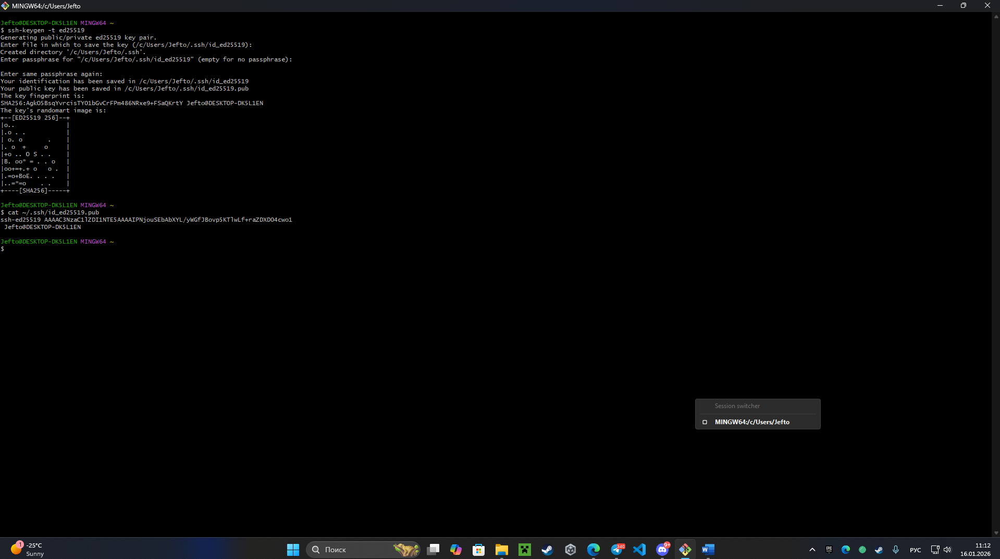 MINGW64:/c/Users/Jefto
Jefto@DESKTOP-DK5L1EN MINGW64 ~
$ ssh-keygen -t ed25519
Generating public/private ed25519 key pair.
Enter file in which to save the key (/c/Users/Jefto/.ssh/id_ed25519):
Created directory '/c/Users/Jefto/.ssh'.
Enter passphrase for "/c/Users/Jefto/.ssh/id_ed25519" (empty for no passphrase):
Enter same passphrase again:
Your identification has been saved in /c/Users/Jefto/.ssh/id_ed25519
Your public key has been saved in /c/Users/Jefto/.ssh/id_ed25519.pub
The key fingerprint is:
SHA256:AgkO5BsqYvrcisTYO1bGvCrFPm486NRxe9+FSaQKrtY Jefto@DESKTOP-DK5L1EN
The key's randomart image is:
+--[ED25519 256]--+
|o..              |
|.o . .           |
| o. o       .    |
|. o  +     o     |
|+o .. O S . .    |
|B. oo* = . . o   |
|oo+=+.+ o   o .  |
|.=o+BoE. . . .   |
|..=*=o    . .    |
+----[SHA256]-----+
Jefto@DESKTOP-DK5L1EN MINGW64 ~
$ cat ~/.ssh/id_ed25519.pub
ssh-ed25519 AAAAC3NzaC1lZDI1NTE5AAAAIPNjouSEbAbXYL/yWGfJBovp5KTlwLf+raZDXDO4cwo1
 Jefto@DESKTOP-DK5L1EN
Jefto@DESKTOP-DK5L1EN MINGW64 ~
$
Session switcher
MINGW64:/c/Users/Jefto
1
-25°C
Sunny
Поиск
340
9+
W
EPIC
РУС
11:12
16.01.2026